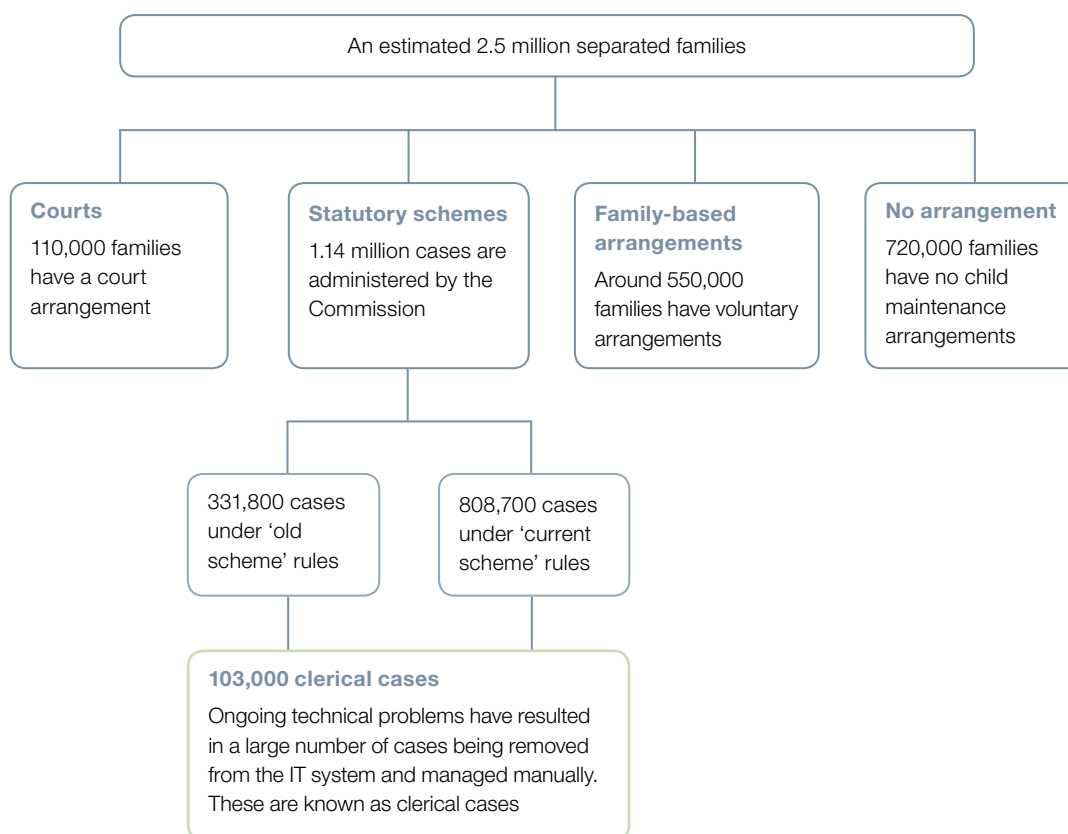 An estimated 2.5 million separated families
Courts
110,000 families
have a court
arrangement
Statutory schemes
1.14 million cases are
administered by the
Commission
Family-based
arrangements
Around 550,000
families have voluntary
arrangements
No arrangement
720,000 families
have no child
maintenance
arrangements
331,800 cases
under ‘old
scheme’ rules
808,700 cases
under ‘current
scheme’ rules
103,000 clerical cases
Ongoing technical problems have resulted
in a large number of cases being removed
from the IT system and managed manually.
These are known as clerical cases